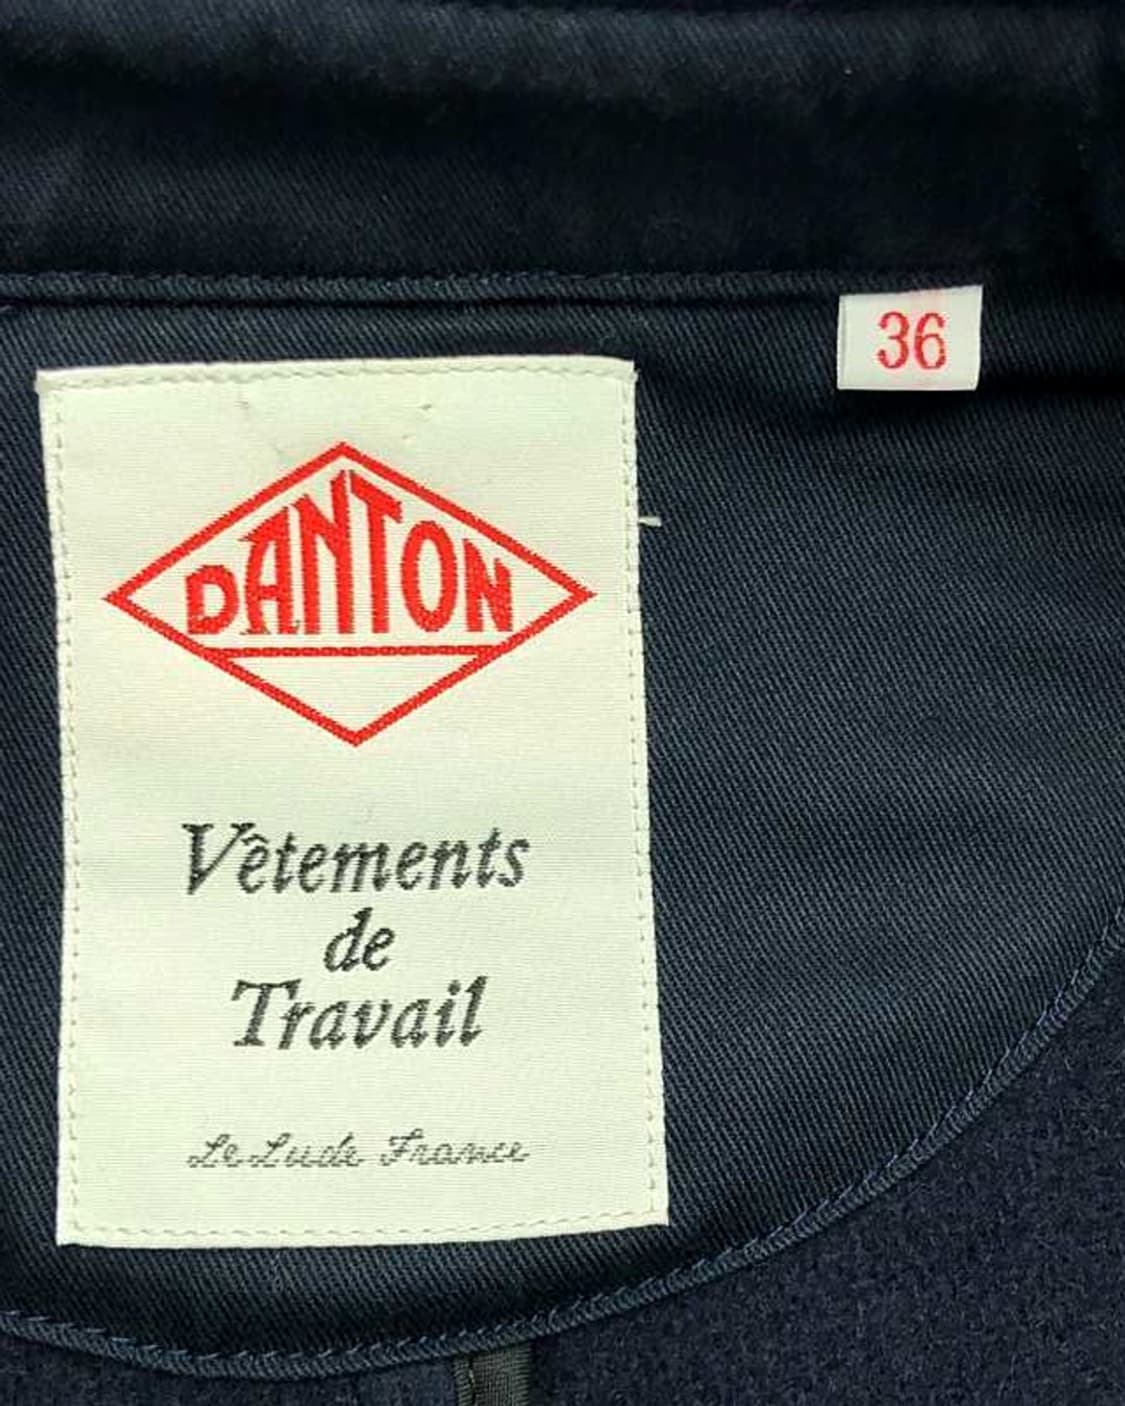 36
DANTON
Vêtements
de
Travail
Le Lude France